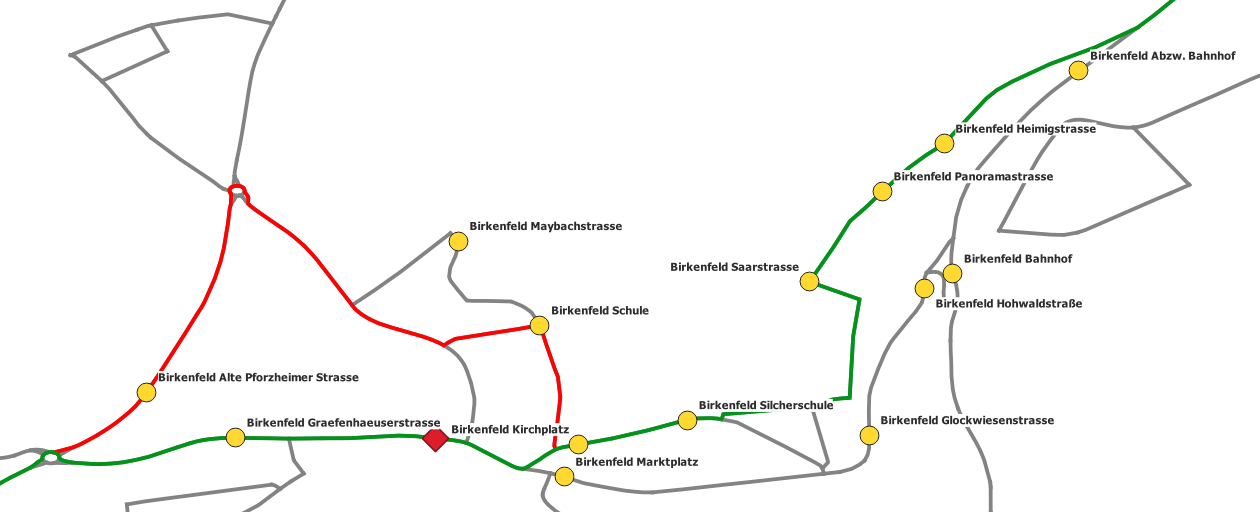 Birkenfeld Abzw. Bahnhof
Birkenfeld Heimigstrasse
Birkenfeld Panoramastrasse
Birkenfeld Maybachstrasse
Birkenfeld Bahnhof
Birkenfeld Saarstrasse
Birkenfeld Hohwaldstraße
Birkenfeld Schule
Birkenfeld Alte Pforzheimer Strasse
Birkenfeld Silcherschule
Birkenfeld Glockwiesenstrasse
Birkenfeld Graefenhaeuserstrasse
Birkenfeld Kirchplatz
Birkenfeld Marktplatz